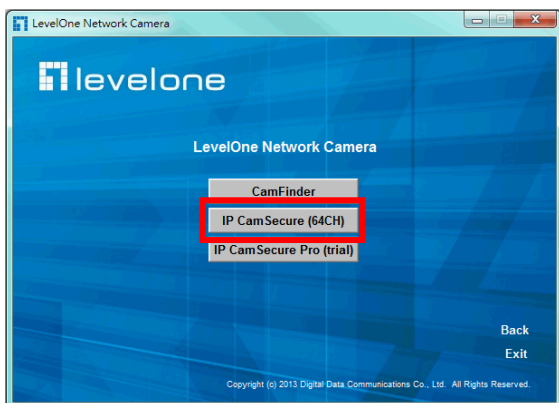 LevelOne Network Camera
levelone
LevelOne Network Camera
CamFinder
IP CamSecure (64CH)
IP CamSecure Pro (trial)
Back
Exit
Copyright (c) 2013 Digital Data Communications Co., Ltd. All Rights Reserved.